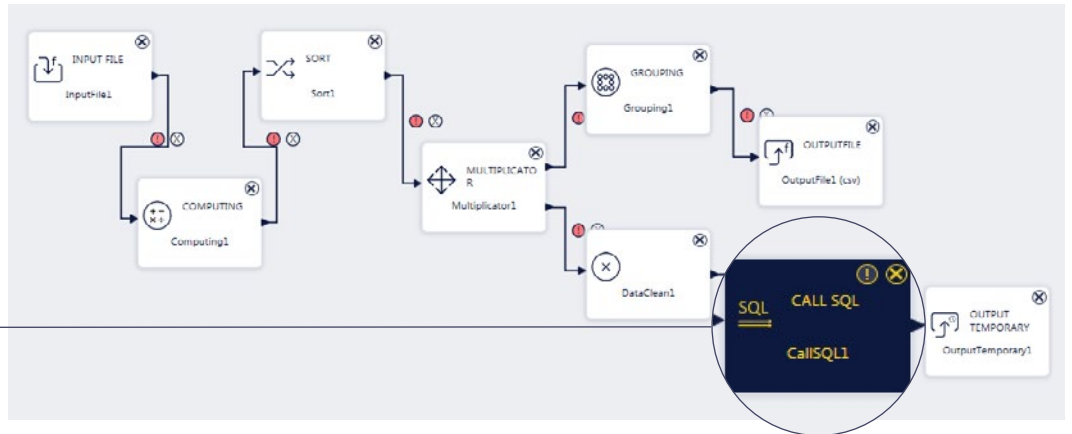 INPUT FILE
InputFile1
COMPUTING
Computing1
SORT
Sort1
MULTIPLICATO
R
Multiplicator1
GROUPING
Grouping1
OUTPUTFILE
OutputFile1 (csv)
DataClean1
SQL
CALL SQL
CallSQL1
OUTPUT
TEMPORARY
OutputTemporary1